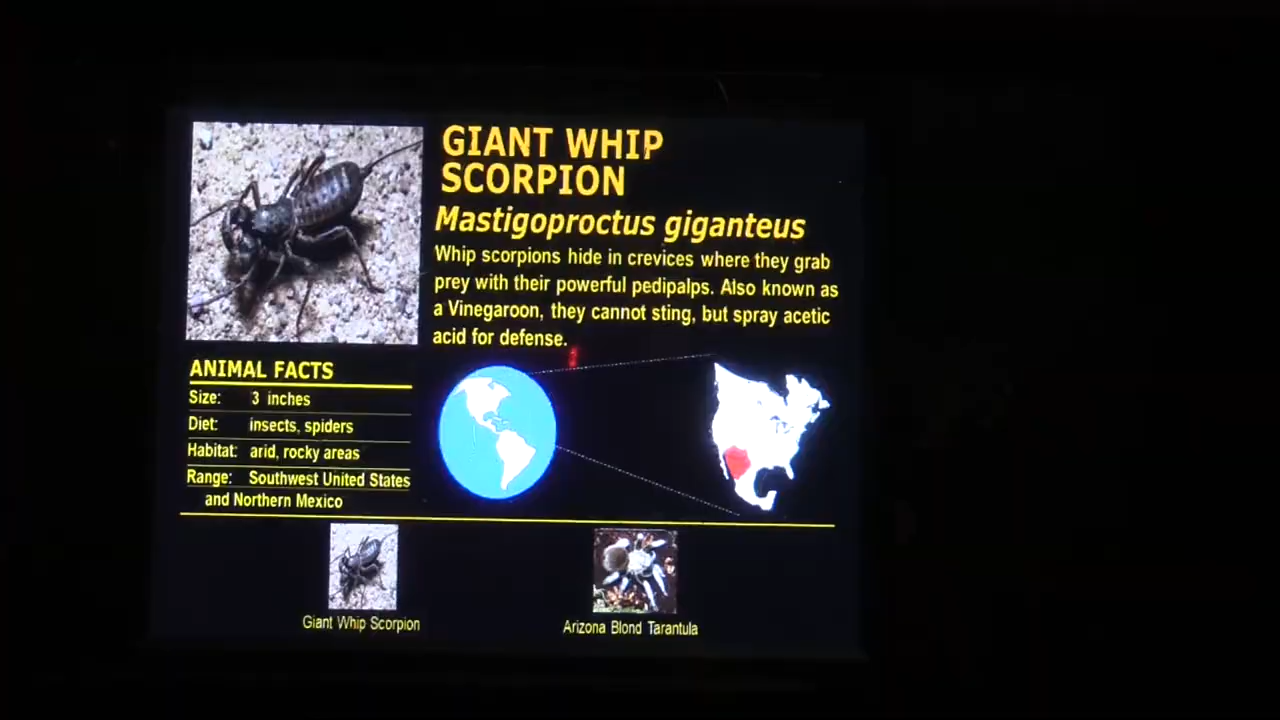 GIANT WHIP
SCORPION
Mastigoproctus giganteus
Whip scorpions hide in crevices where they grab
prey with their powerful pedipalps. Also known as
a Vinegaroon, they cannot sting, but spray acetic
acid for defense.
ANIMAL FACTS
Size: 3 inches
Diet: insects, spiders
Habitat: arid, rocky areas
Range: Southwest United States
and Northern Mexico
Giant Whip Scorpion
Arizona Blond Tarantula